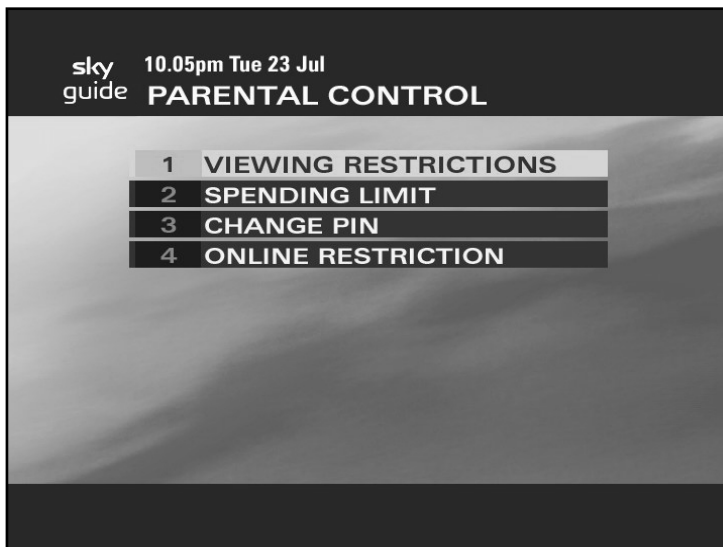 sky 10.05pm Tue 23 Jul
guide PARENTAL CONTROL
1 VIEWING RESTRICTIONS
2 SPENDING LIMIT
3 CHANGE PIN
4 ONLINE RESTRICTION